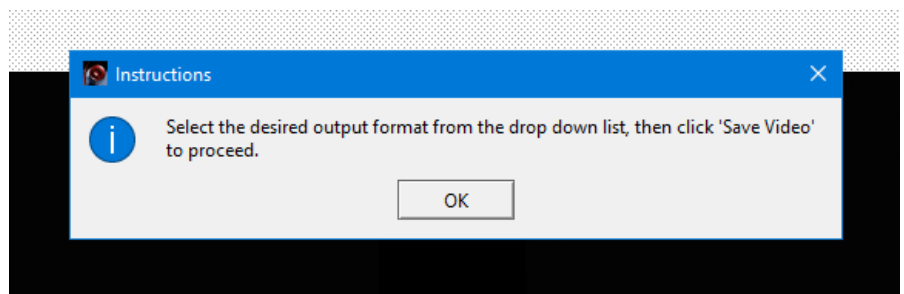 Instructions
Select the desired output format from the drop down list, then click 'Save Video'
to proceed.
OK